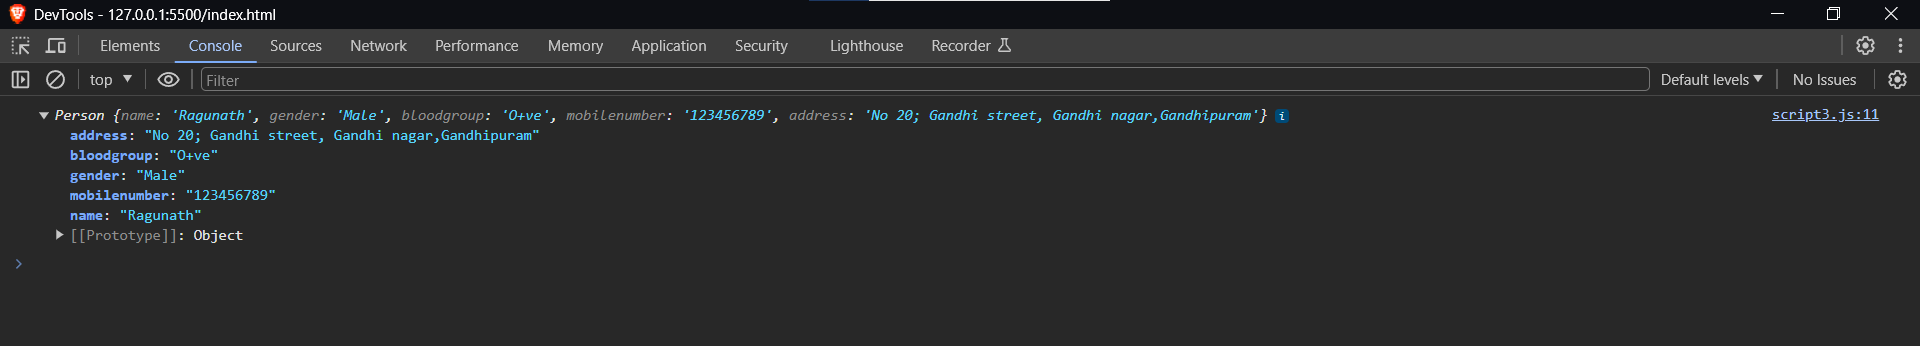 DevTools - 127.0.0.1:5500/index.html
Elements Console Sources Network Performance Memory Application Security Lighthouse Recorder
top Filter Default levels No Issues
Person {name: 'Ragunath', gender: 'Male', bloodgroup: 'O+ve', mobilenumber: '123456789', address: 'No 20; Gandhi street, Gandhi nagar,Gandhipuram'} i script3.js:11
address: "No 20; Gandhi street, Gandhi nagar,Gandhipuram"
bloodgroup: "O+ve"
gender: "Male"
mobilenumber: "123456789"
name: "Ragunath"
[[Prototype]]: Object